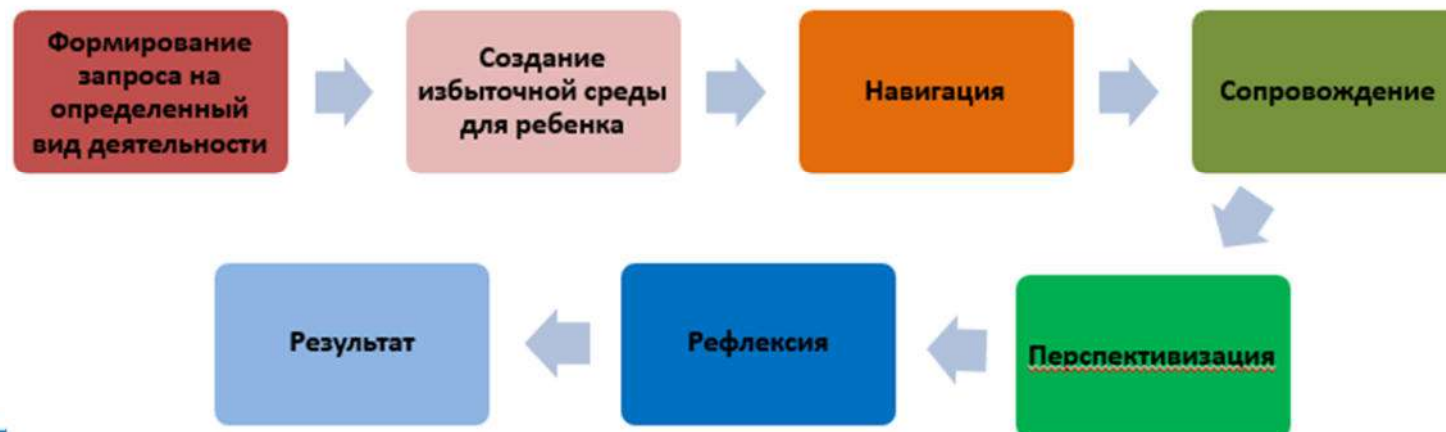 Формирование
запроса на
определенный
вид деятельности
Создание
избыточной среды
для ребенка
Навигация
Сопровождение
Перспективизация
Рефлексия
Результат